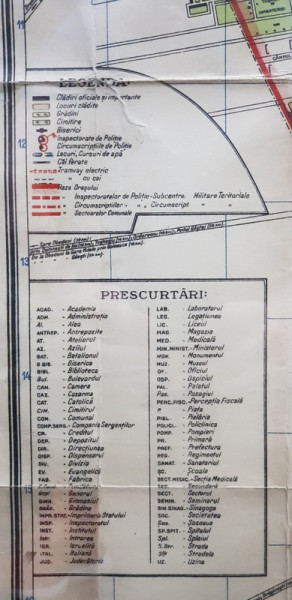 11
LEGENDA
Clădiri oficiale și importante
Locuri clădite
Grădini
Cimitire
Biserici
Inspectorate de Poliție
Circumscripțiile de Poliție
Lacuri, Cursuri de apă
Căi ferate
Tramvay electric
" cu cai
Raza Orașului
" Inspectoratelor de Poliție-Subcentre. Militare Teritoriale
" Circumscripțiilor " " Circumscript " "
" Sectoarelor Comunale
12
13
14
PRESCURTĂRI:
ACAD. - Academia
ADM. - Administrația
Al. - Alea
ANTREP. - Antrepozite
AT. - Atelierul
AZ. - Azilul
BAT. - Batalionul
B BIS. - Biserica
BIBL. - Biblioteca
Bul. - Bulevardul
CAM. - Camera
CAZ. - Cazarma
CAT. - Catolică
CIM. - Cimitirul
COM. - Comunal
COMP.SERG. - Compania Sergenților
CR. - Creditul
DEP. - Depozitul
DIR. - Direcțiunea
DISP. - Dispensarul
DIV. - Divizia
EV. - Evanghelică
FAB. - Fabrica
General
GIMN. - Gimnaziul
Grădina
IMPR.STAT. - Imprimeria Statului
INSP. - Inspectoratul
INST. - Institutul
Intr. - Intrarea
ISR. - Israelită
ITAL. - Italiană
JUD. - Judecătoria
LAB. - Laboratorul
LEG. - Legațiunea
LIC. - Liceul
MAG. - Magazia
MED. - Medicală
MIN.MINIST. - Ministerul
MON. - Monumentul
MUZ. - Muzeul
Of. - Oficiul
OSP. - Ospiciul
PAL. - Palatul
Pas. - Pasagiul
PERC.FISC. - Percepția Fiscală
P. - Piața
PIEL. - Pielăria
POLICL. - Policlinica
POMP. - Pompieri
PR. - Primară
PREF. - Prefectura
REG. - Regimentul
SANAT. - Sanatoriul
ȘC. - Școala
SECT.MEDIC. - Secția Medicală
SEC. - Secundară
SECT. - Sectorul
SEMIN. - Seminarul
SIN.SINAG. - Sinagoga
SOC. - Societatea
Șos. - Șoseaua
SP.SPIT. - Spitalul
Spl. - Splaiul
S.Str. - Strada
Stradela
UZ. - Uzina